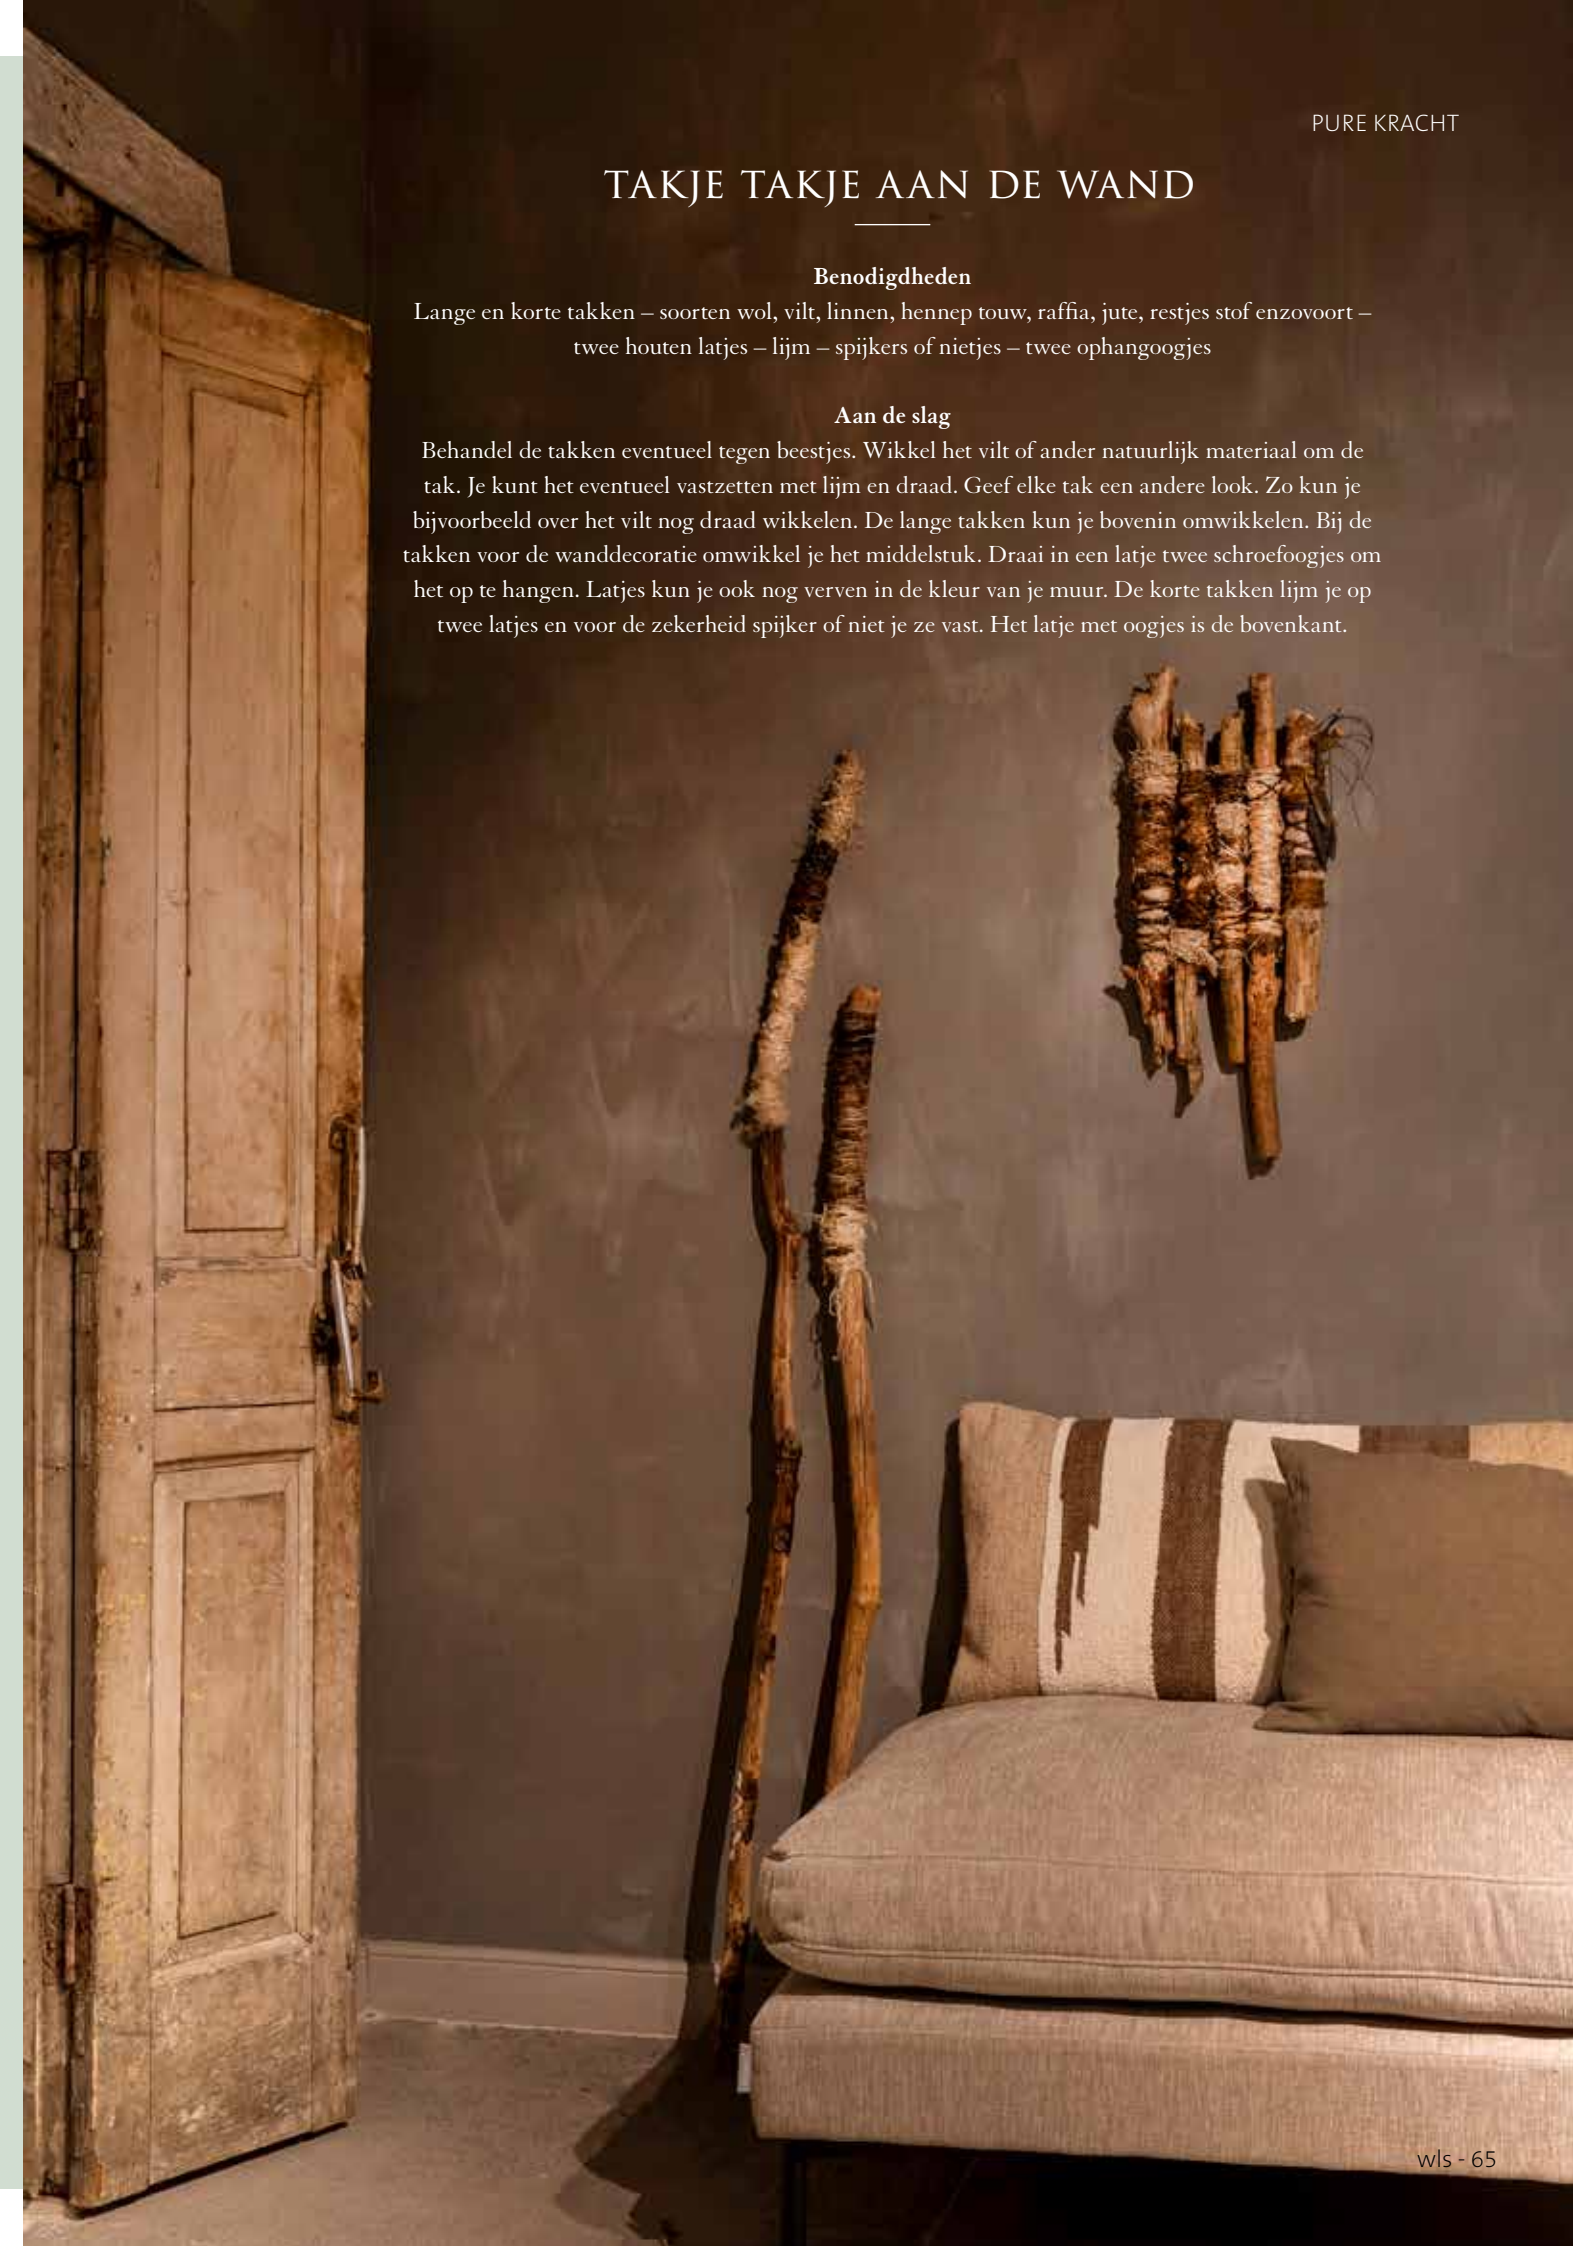 PURE KRACHT
TAKJE TAKJE AAN DE WAND
Benodigdheden
Lange en korte takken – soorten wol, vilt, linnen, hennep touw, raffia, jute, restjes stof enzovoort –
twee houten latjes – lijm – spijkers of nietjes – twee ophangoogjes
Aan de slag
Behandel de takken eventueel tegen beestjes. Wikkel het vilt of ander natuurlijk materiaal om de
tak. Je kunt het eventueel vastzetten met lijm en draad. Geef elke tak een andere look. Zo kun je
bijvoorbeeld over het vilt nog draad wikkelen. De lange takken kun je bovenin omwikkelen. Bij de
takken voor de wanddecoratie omwikkel je het middelstuk. Draai in een latje twee schroefoogjes om
het op te hangen. Latjes kun je ook nog verven in de kleur van je muur. De korte takken lijm je op
twee latjes en voor de zekerheid spijker of niet je ze vast. Het latje met oogjes is de bovenkant.
wls - 65